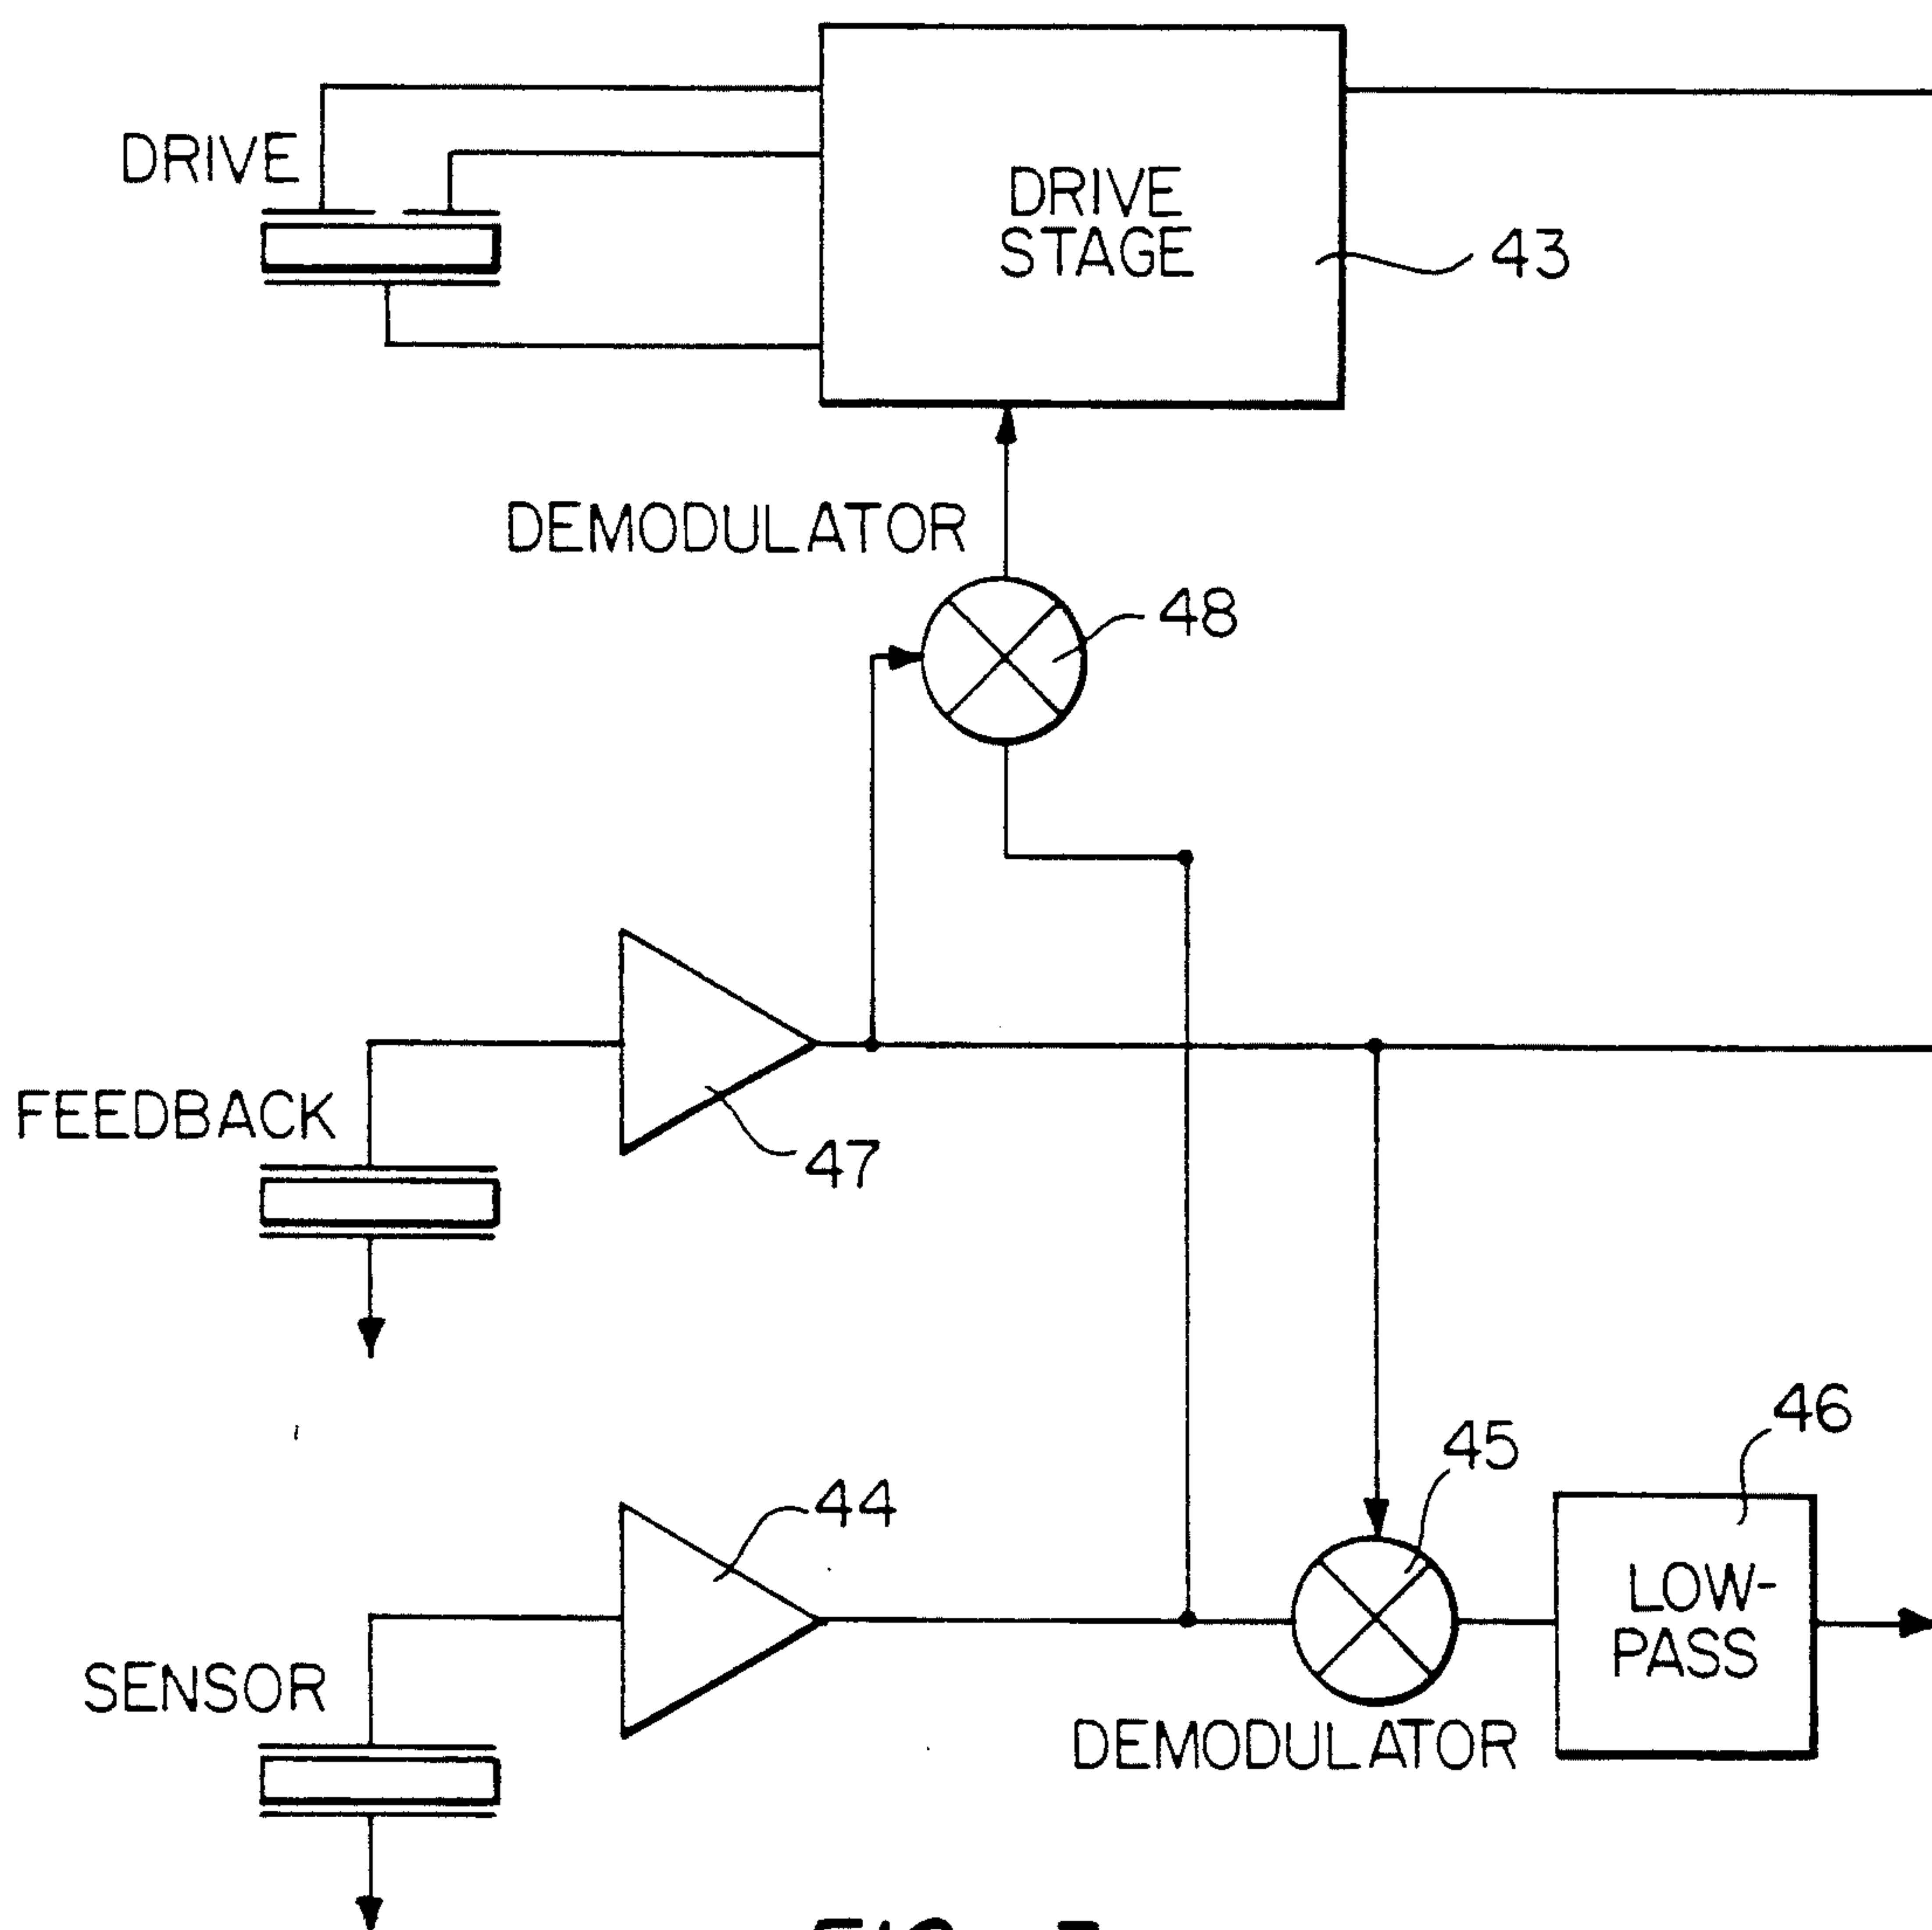 DRIVE
DRIVE
STAGE
43
DEMODULATOR
48
FEEDBACK
47
46
45
44
LOW-
PASS
SENSOR
DEMODULATOR